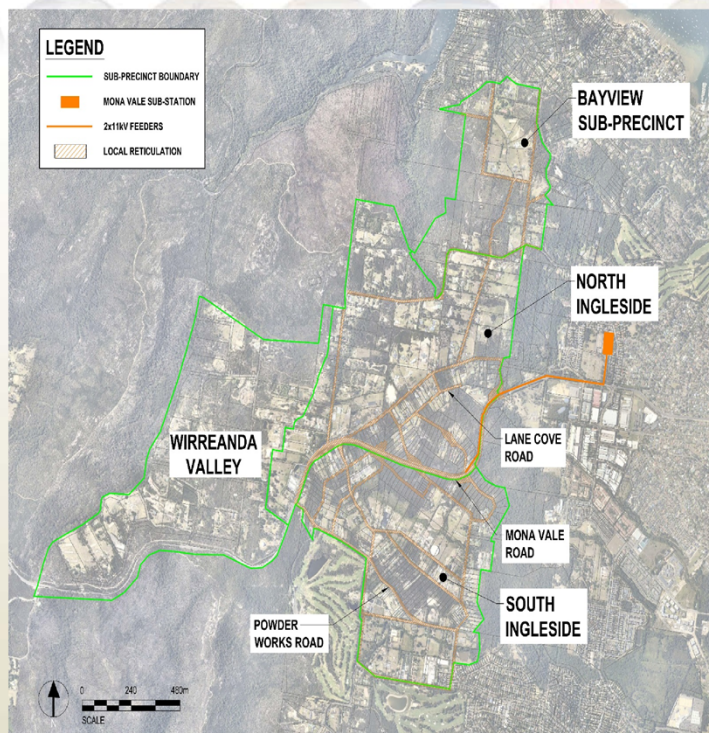 LEGEND
SUB-PRECINCT BOUNDARY
MONA VALE SUB-STATION
2x11kV FEEDERS
LOCAL RETICULATION
BAYVIEW
SUB-PRECINCT
NORTH
INGLESIDE
WIRREANDA
VALLEY
LANE COVE
ROAD
MONA VALE
ROAD
SOUTH
INGLESIDE
POWDER
WORKS ROAD
0 240 480m
SCALE